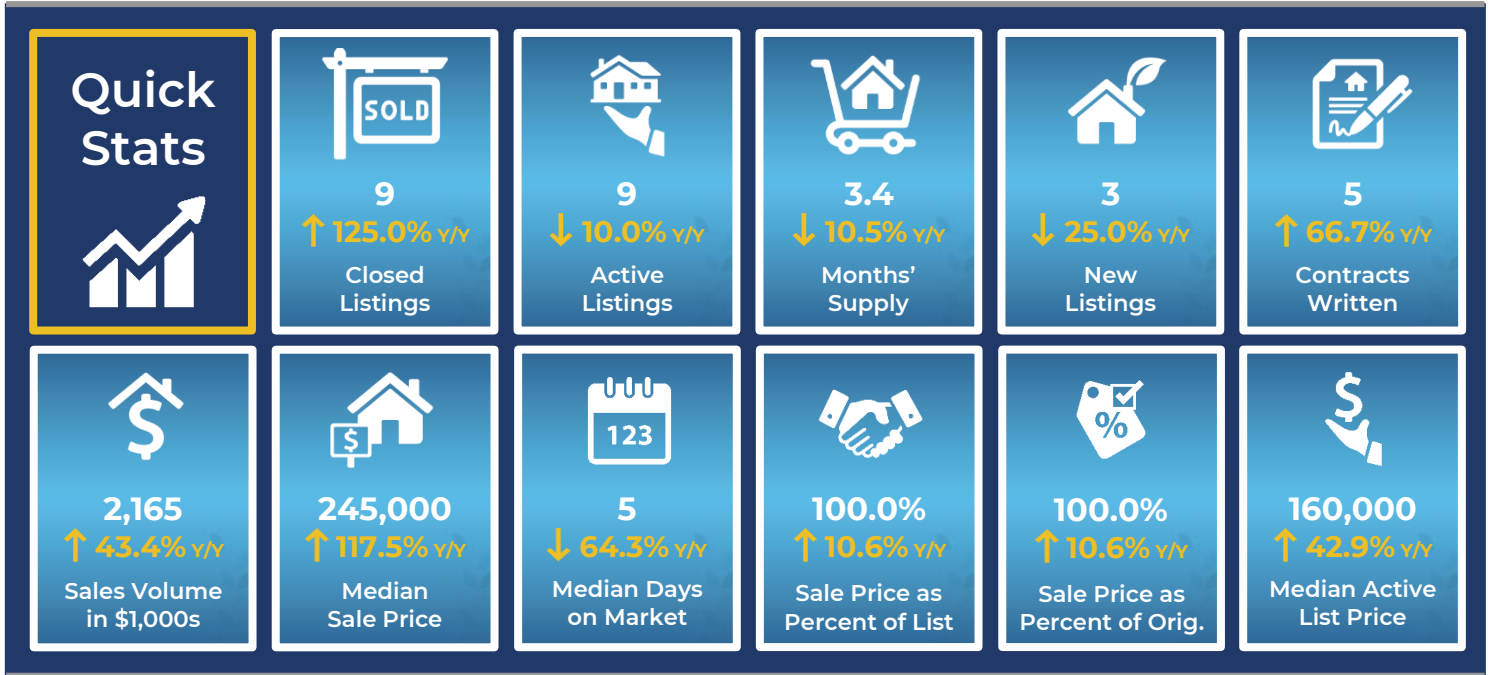 Quick
Stats
SOLD
9
↑ 125.0% Y/Y
Closed
Listings
9
↓ 10.0% Y/Y
Active
Listings
3.4
↓ 10.5% Y/Y
Months’
Supply
3
↓ 25.0% Y/Y
New
Listings
5
↑ 66.7% Y/Y
Contracts
Written
$
2,165
↑ 43.4% Y/Y
Sales Volume
in $1,000s
$
245,000
↑ 117.5% Y/Y
Median
Sale Price
123
5
↓ 64.3% Y/Y
Median Days
on Market
100.0%
↑ 10.6% Y/Y
Sale Price as
Percent of List
%
100.0%
↑ 10.6% Y/Y
Sale Price as
Percent of Orig.
$
160,000
↑ 42.9% Y/Y
Median Active
List Price